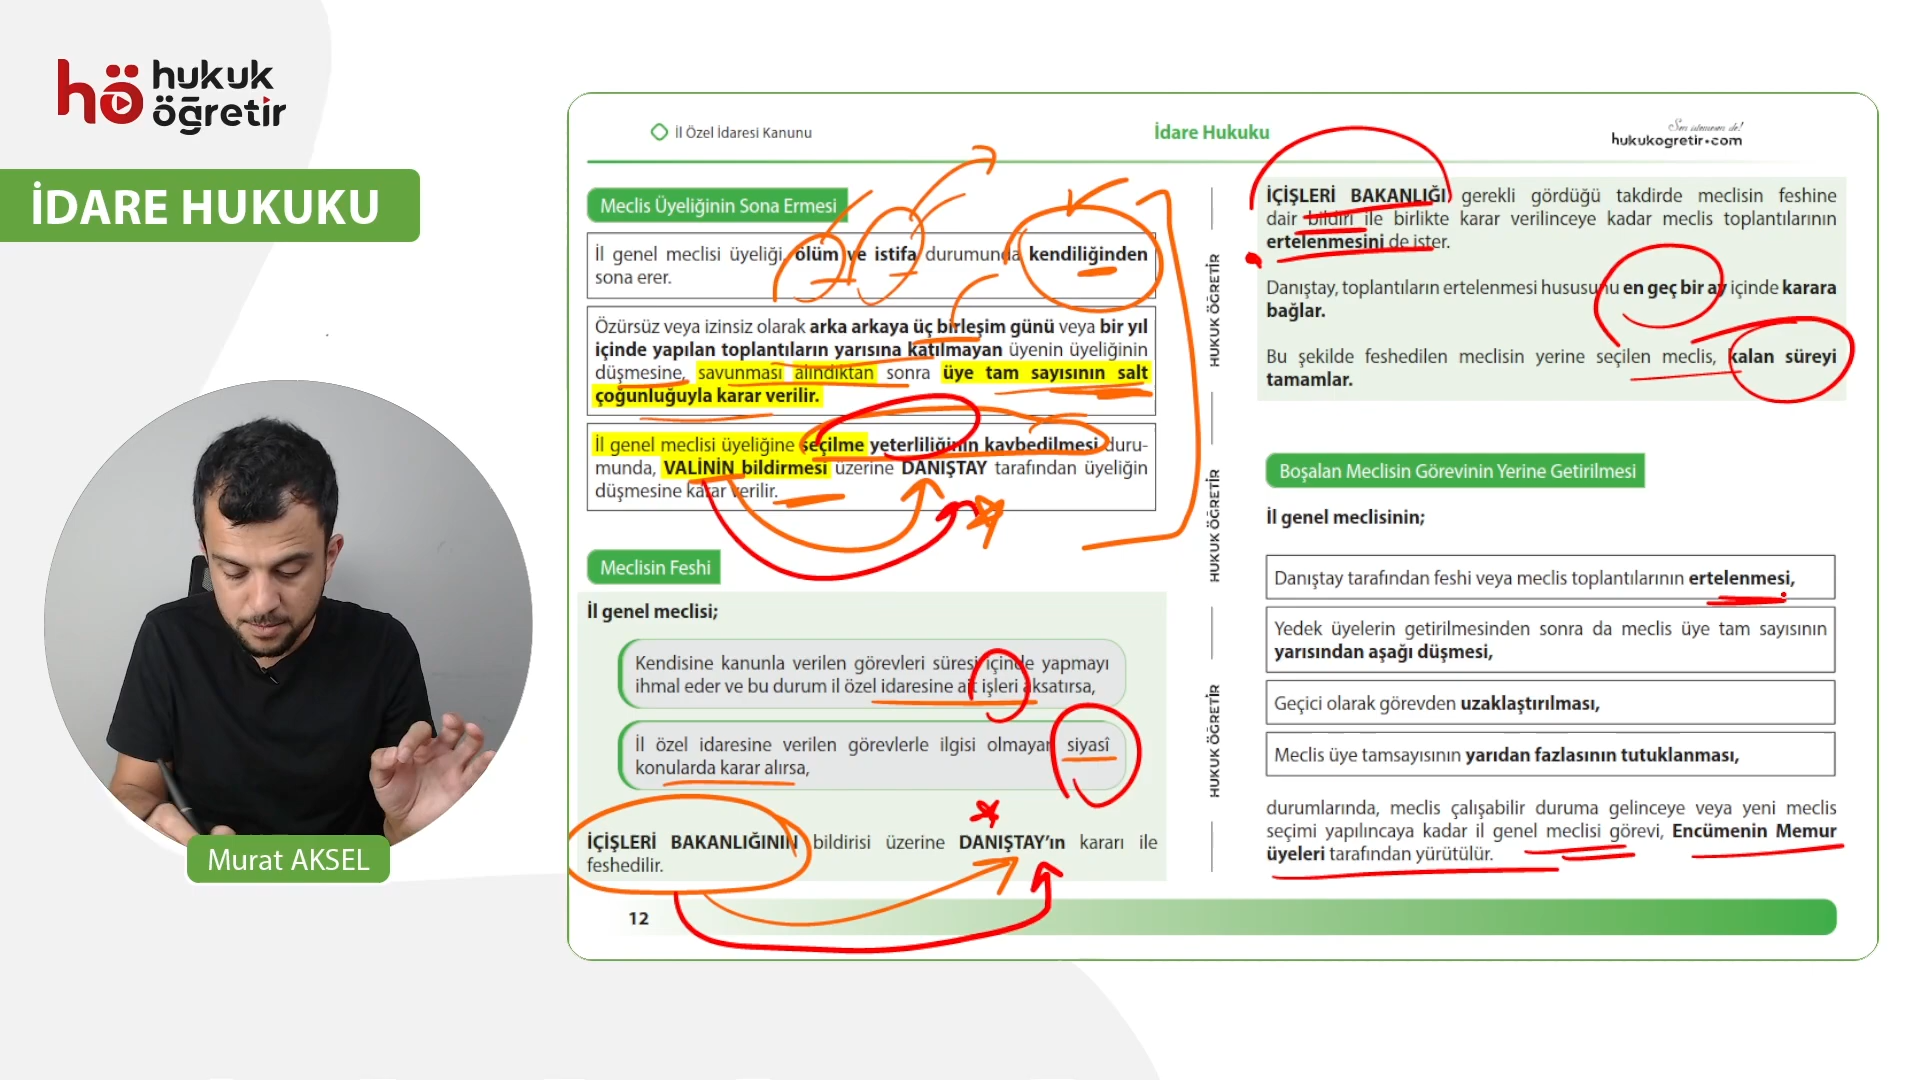 hö hukuk
öğretir
İDARE HUKUKU
Murat AKSEL
İl Özel İdaresi Kanunu
İdare Hukuku
Sen istemesen de!
hukukogretir.com
Meclis Üyeliğinin Sona Ermesi
İl genel meclisi üyeliği, ölüm ve istifa durumunda kendiliğinden
sona erer.
Özürsüz veya izinsiz olarak arka arkaya üç birleşim günü veya bir yıl
içinde yapılan toplantıların yarısına katılmayan üyenin üyeliğinin
düşmesine, savunması alındıktan sonra üye tam sayısının salt
çoğunluğuyla karar verilir.
İl genel meclisi üyeliğine seçilme yeterliliğinin kaybedilmesi duru-
munda, VALİNİN bildirmesi üzerine DANIŞTAY tarafından üyeliğin
düşmesine karar verilir.
Meclisin Feshi
İl genel meclisi;
Kendisine kanunla verilen görevleri süresi içinde yapmayı
ihmal eder ve bu durum il özel idaresine ait işleri aksatırsa,
İl özel idaresine verilen görevlerle ilgisi olmayan siyasî
konularda karar alırsa,
İÇİŞLERİ BAKANLIĞININ bildirisi üzerine DANIŞTAY'ın kararı ile
feshedilir.
12
HUKUK ÖĞRETİR
HUKUK ÖĞRETİR
HUKUK ÖĞRETİR
İÇİŞLERİ BAKANLIĞI gerekli gördüğü takdirde meclisin feshine
dair bildiri ile birlikte karar verilinceye kadar meclis toplantılarının
ertelenmesini de ister.
Danıştay, toplantıların ertelenmesi hususunu en geç bir ay içinde karara
bağlar.
Bu şekilde feshedilen meclisin yerine seçilen meclis, kalan süreyi
tamamlar.
Boşalan Meclisin Görevinin Yerine Getirilmesi
İl genel meclisinin;
Danıştay tarafından feshi veya meclis toplantılarının ertelenmesi,
Yedek üyelerin getirilmesinden sonra da meclis üye tam sayısının
yarısından aşağı düşmesi,
Geçici olarak görevden uzaklaştırılması,
Meclis üye tamsayısının yarıdan fazlasının tutuklanması,
durumlarında, meclis çalışabilir duruma gelinceye veya yeni meclis
seçimi yapılıncaya kadar il genel meclisi görevi, Encümenin Memur
üyeleri tarafından yürütülür.